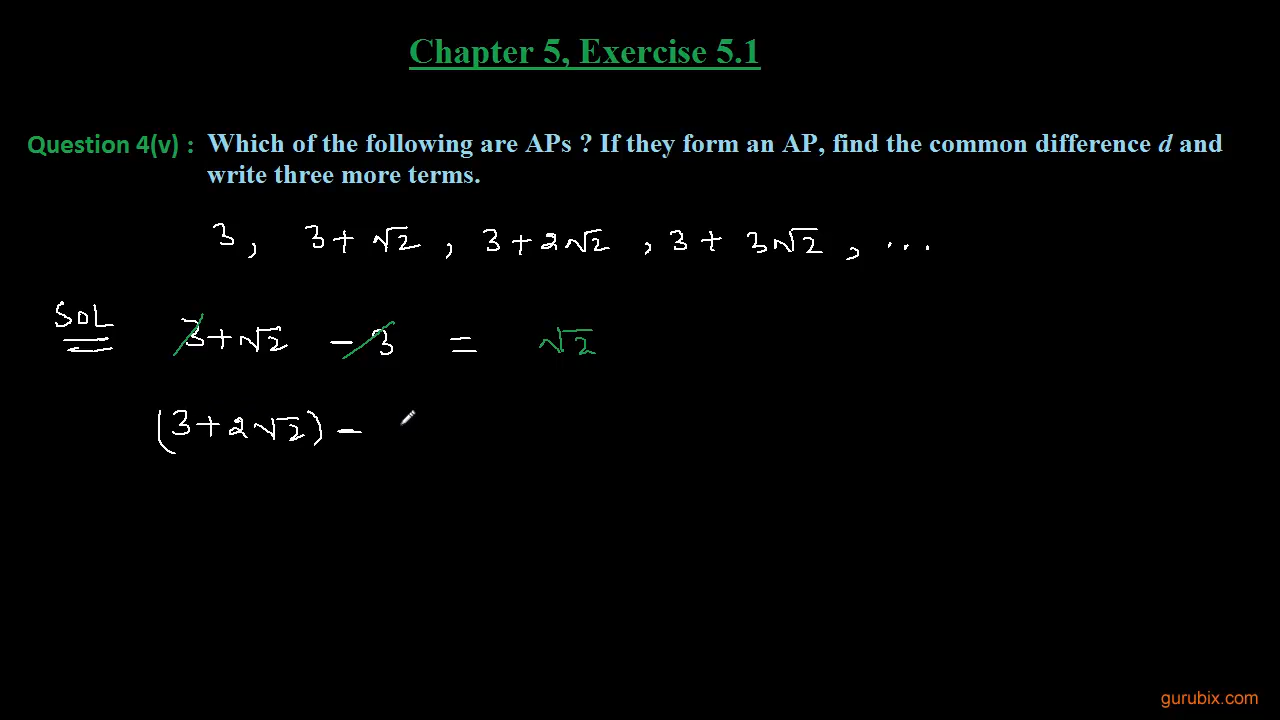 Chapter 5, Exercise 5.1
Question 4(v) : Which of the following are APs ? If they form an AP, find the common difference d and
write three more terms.
3, 3 + √2, 3 + 2√2, 3 + 3√2, ...
SOL 3 + √2 - 3 = √2
(3 + 2√2) -
gurubix.com